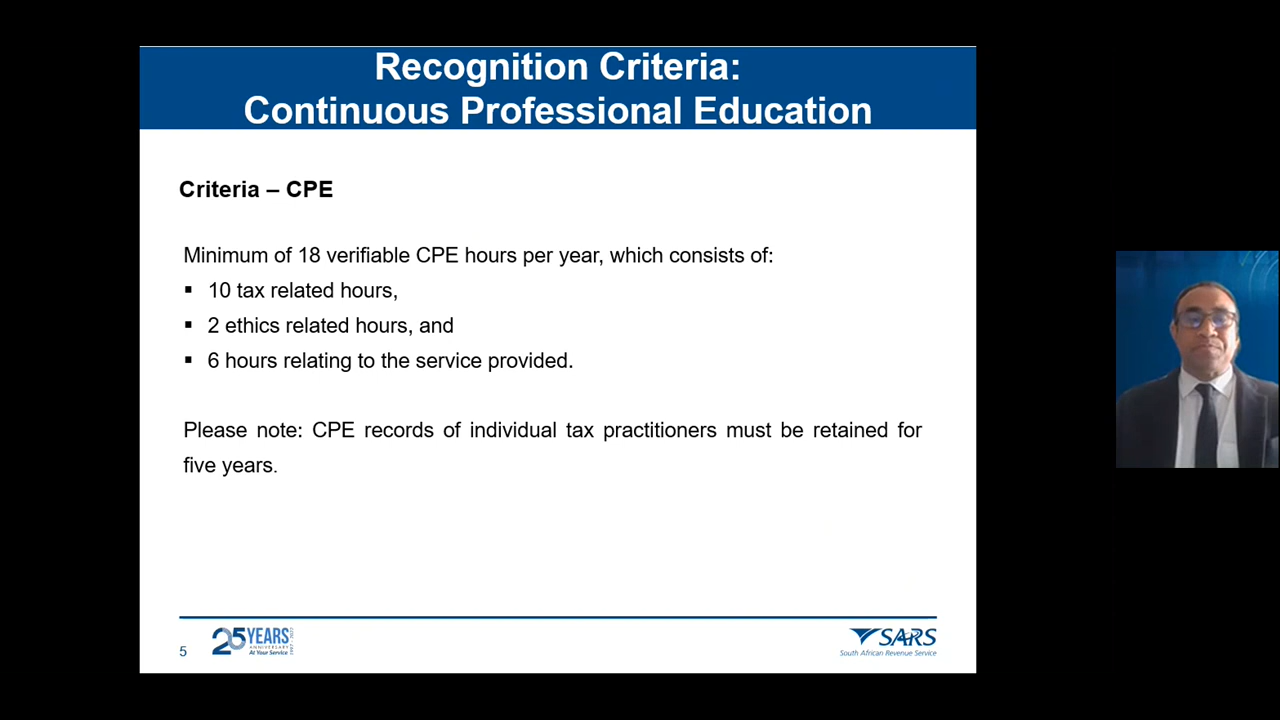 Recognition Criteria:
Continuous Professional Education
Criteria – CPE
Minimum of 18 verifiable CPE hours per year, which consists of:
▪ 10 tax related hours,
▪ 2 ethics related hours, and
▪ 6 hours relating to the service provided.
Please note: CPE records of individual tax practitioners must be retained for
five years.
5
25 YEARS
ANNIVERSARY
At Your Service
SARS
South African Revenue Service